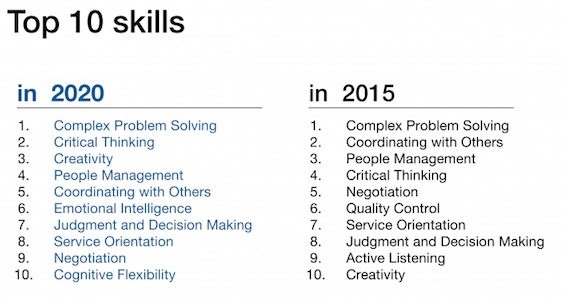 Top 10 skills
in 2020
1. Complex Problem Solving
2. Critical Thinking
3. Creativity
4. People Management
5. Coordinating with Others
6. Emotional Intelligence
7. Judgment and Decision Making
8. Service Orientation
9. Negotiation
10. Cognitive Flexibility
in 2015
1. Complex Problem Solving
2. Coordinating with Others
3. People Management
4. Critical Thinking
5. Negotiation
6. Quality Control
7. Service Orientation
8. Judgment and Decision Making
9. Active Listening
10. Creativity